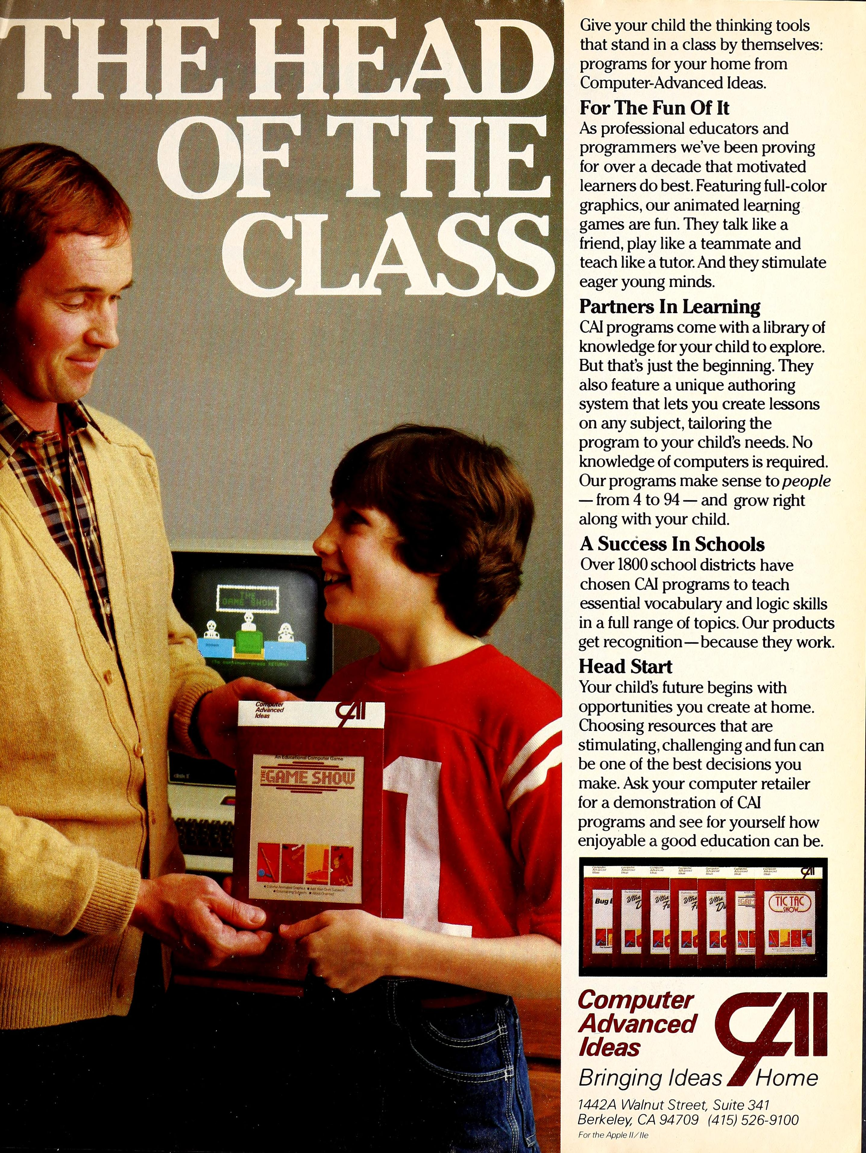 THE HEAD
OF THE
CLASS
THE
GAME SHOW
Computer
Advanced
Ideas
CAI
An Educational Computer Game
THE GAME SHOW
Give your child the thinking tools
that stand in a class by themselves:
programs for your home from
Computer-Advanced Ideas.
For The Fun Of It
As professional educators and
programmers we've been proving
for over a decade that motivated
learners do best. Featuring full-color
graphics, our animated learning
games are fun. They talk like a
friend, play like a teammate and
teach like a tutor. And they stimulate
eager young minds.
Partners In Learning
CAI programs come with a library of
knowledge for your child to explore.
But that's just the beginning. They
also feature a unique authoring
system that lets you create lessons
on any subject, tailoring the
program to your child's needs. No
knowledge of computers is required.
Our programs make sense to people
— from 4 to 94 — and grow right
along with your child.
A Success In Schools
Over 1800 school districts have
chosen CAI programs to teach
essential vocabulary and logic skills
in a full range of topics. Our products
get recognition—because they work.
Head Start
Your child's future begins with
opportunities you create at home.
Choosing resources that are
stimulating, challenging and fun can
be one of the best decisions you
make. Ask your computer retailer
for a demonstration of CAI
programs and see for yourself how
enjoyable a good education can be.
CAI
TIC TAC
SHOW
Computer
Advanced
Ideas
CAI
Bringing Ideas Home
1442A Walnut Street, Suite 341
Berkeley, CA 94709 (415) 526-9100
For the Apple II/IIe